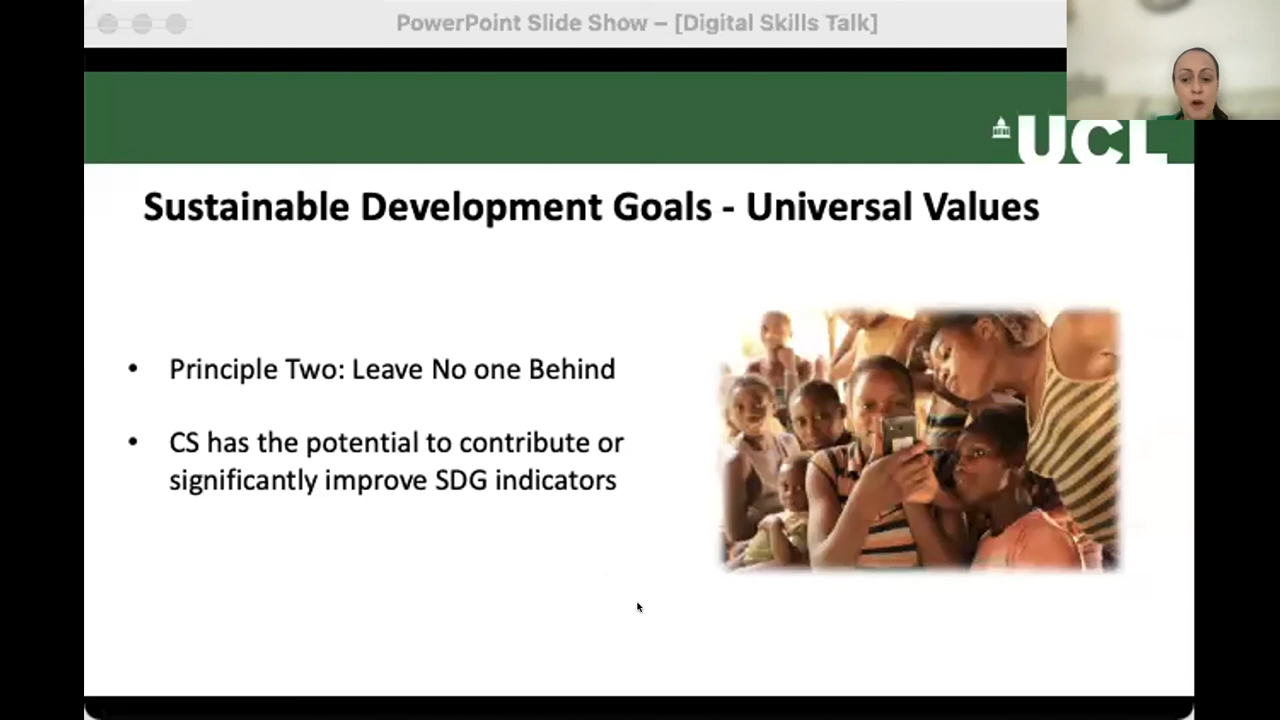 PowerPoint Slide Show – [Digital Skills Talk]
UCL
Sustainable Development Goals - Universal Values
• Principle Two: Leave No one Behind
• CS has the potential to contribute or
significantly improve SDG indicators